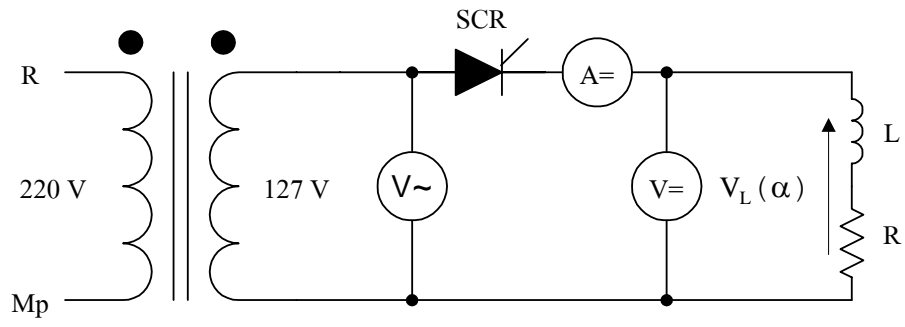 SCR
R
A=
L
220 V
127 V
V~
V=
V_L(α)
R
Mp